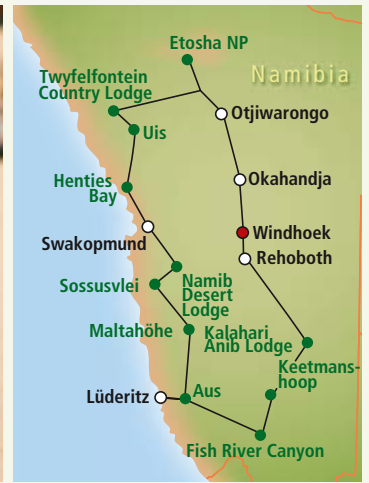 Etosha NP
Namibia
Twyfelfontein
Country Lodge
Otjiwarongo
Uis
Henties
Bay
Okahandja
Swakopmund
Windhoek
Rehoboth
Sossusvlei
Namib
Desert
Lodge
Maltahöhe
Kalahari
Anib Lodge
Keetmans-
hoop
Lüderitz
Aus
Fish River Canyon